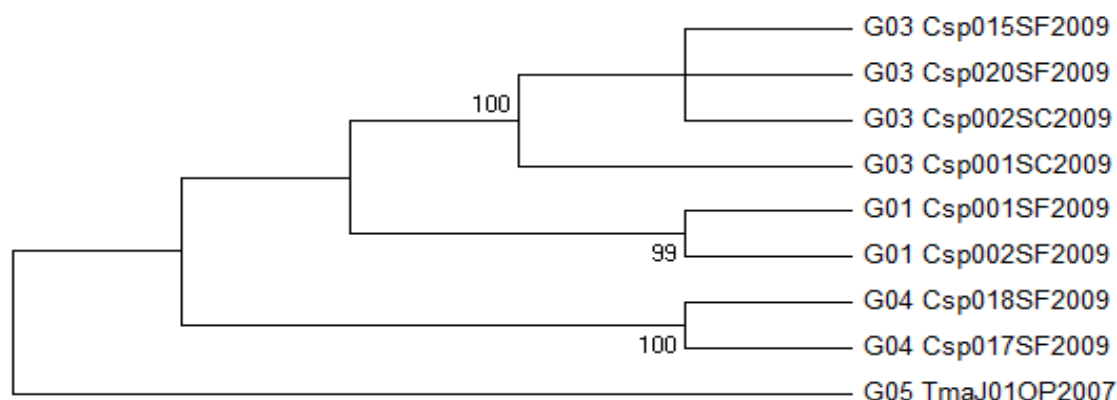 G03 Csp015SF2009
G03 Csp020SF2009
100
G03 Csp002SC2009
G03 Csp001SC2009
G01 Csp001SF2009
99
G01 Csp002SF2009
G04 Csp018SF2009
100
G04 Csp017SF2009
G05 TmaJ01OP2007